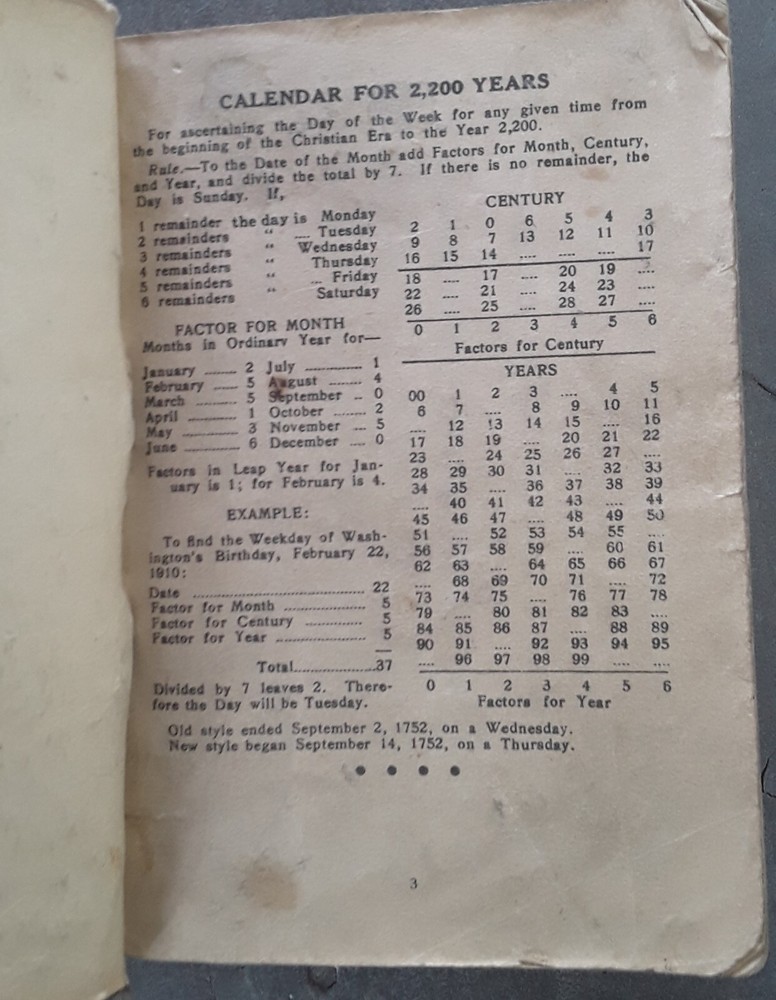 CALENDAR FOR 2,200 YEARS
For ascertaining the Day of the Week for any given time from
the beginning of the Christian Era to the Year 2,200.
Rule.—To the Date of the Month add Factors for Month, Century,
and Year, and divide the total by 7. If there is no remainder, the
Day is Sunday. If,
1 remainder the day is Monday
2 remainders " .... Tuesday
3 remainders " Wednesday
4 remainders " Thursday
5 remainders " ... Friday
6 remainders " Saturday
FACTOR FOR MONTH
Months in Ordinary Year for—
January ........ 2 July .............. 1
February ...... 5 August ........ 4
March ........... 5 September .. 0
April ............. 1 October ........ 2
May ............... 3 November ... 5
June .............. 6 December .... 0
Factors in Leap Year for Jan-
uary is 1; for February is 4.
EXAMPLE:
To find the Weekday of Wash-
ington's Birthday, February 22,
1910:
Date ............................................ 22
Factor for Month ..................... 5
Factor for Century ............... 5
Factor for Year ....................... 5
Total....................37
Divided by 7 leaves 2. There-
fore the Day will be Tuesday.
CENTURY
2 1 0 6 5 4 3
9 8 7 13 12 11 10
16 15 14 .... .... .... 17
18 .... 17 .... 20 19 ....
22 .... 21 .... 24 23 ....
26 .... 25 .... 28 27 ....
0 1 2 3 4 5 6
Factors for Century
YEARS
00 1 2 3 .... 4 5
6 7 .... 8 9 10 11
.... 12 13 14 15 .... 16
17 18 19 .... 20 21 22
23 .... 24 25 26 27 ....
28 29 30 31 .... 32 33
34 35 .... 36 37 38 39
.... 40 41 42 43 .... 44
45 46 47 .... 48 49 50
51 .... 52 53 54 55 ....
56 57 58 59 .... 60 61
62 63 .... 64 65 66 67
.... 68 69 70 71 .... 72
73 74 75 .... 76 77 78
79 .... 80 81 82 83 ....
84 85 86 87 .... 88 89
90 91 .... 92 93 94 95
.... 96 97 98 99 .... ....
0 1 2 3 4 5 6
Factors for Year
Old style ended September 2, 1752, on a Wednesday.
New style began September 14, 1752, on a Thursday.
● ● ● ●
3